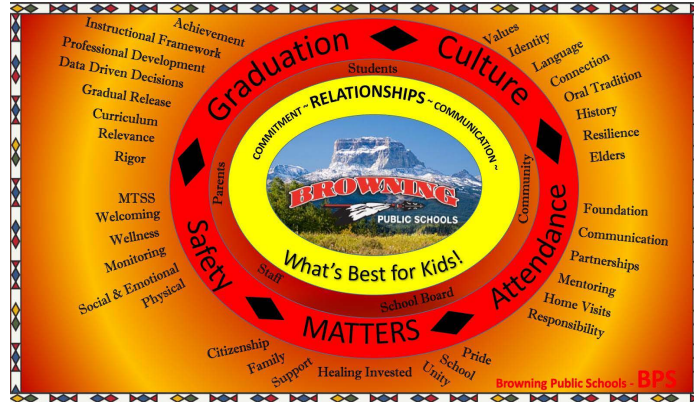 Achievement
Instructional Framework
Professional Development
Data Driven Decisions
Gradual Release
Curriculum
Relevance
Rigor
MTSS
Welcoming
Wellness
Monitoring
Social & Emotional
Physical
Graduation
Culture
Attendance
MATTERS
Safety
Students
Community
School Board
Staff
Parents
COMMITMENT ~ RELATIONSHIPS ~ COMMUNICATION ~
BROWNING
PUBLIC SCHOOLS
What's Best for Kids!
Values
Identity
Language
Connection
Oral Tradition
History
Resilience
Elders
Foundation
Communication
Partnerships
Mentoring
Home Visits
Responsibility
Citizenship
Family
Support
Healing Invested
Unity
School
Pride
Browning Public Schools - BPS